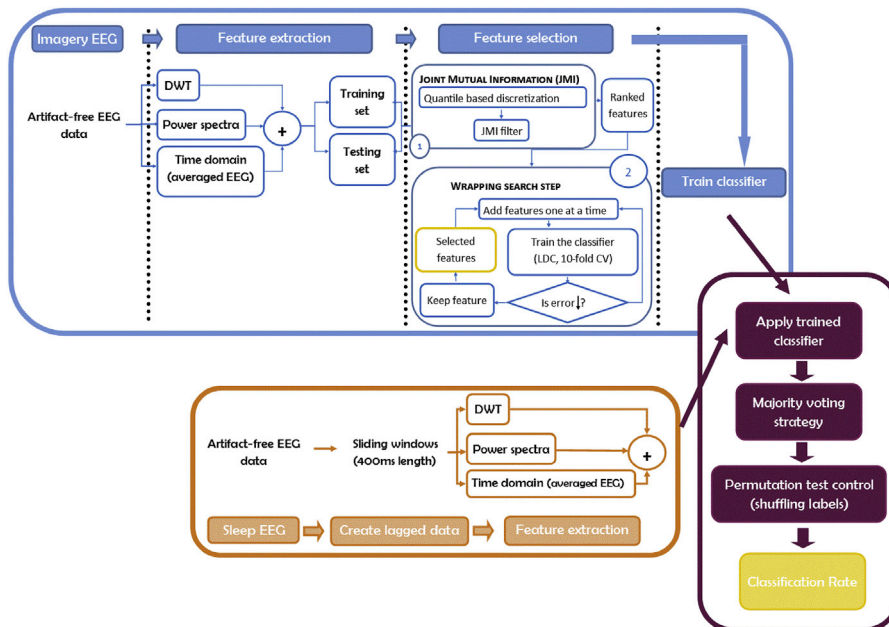 Imagery EEG
Feature extraction
Feature selection
Artifact-free EEG
data
DWT
Power spectra
Time domain
(averaged EEG)
+
Training
set
Testing
set
1
JOINT MUTUAL INFORMATION (JMI)
Quantile based discretization
JMI filter
Ranked
features
2
WRAPPING SEARCH STEP
Add features one at a time
Selected
features
Train the classifier
(LDC, 10-fold CV)
Keep feature
Is error↓?
Train classifier
Apply trained
classifier
Majority voting
strategy
Permutation test control
(shuffling labels)
Classification Rate
Artifact-free EEG
data
Sliding windows
(400ms length)
DWT
Power spectra
Time domain (averaged EEG)
+
Sleep EEG
Create lagged data
Feature extraction